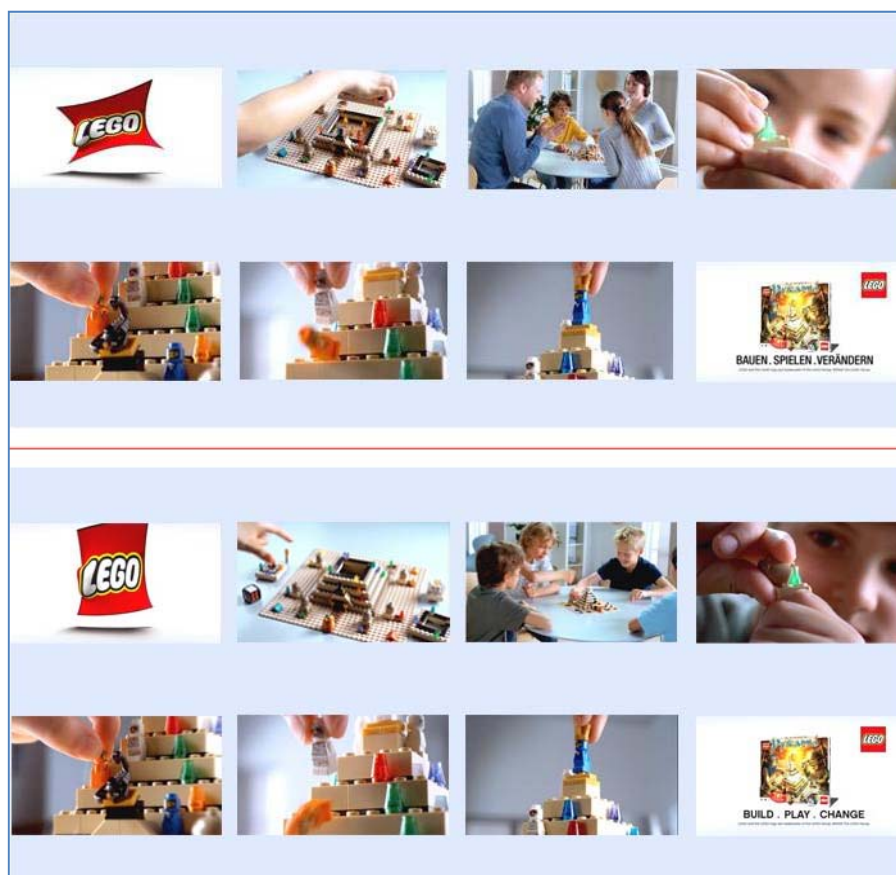 LEGO
LEGO
BAUEN . SPIELEN . VERÄNDERN
LEGO
LEGO
BUILD . PLAY . CHANGE